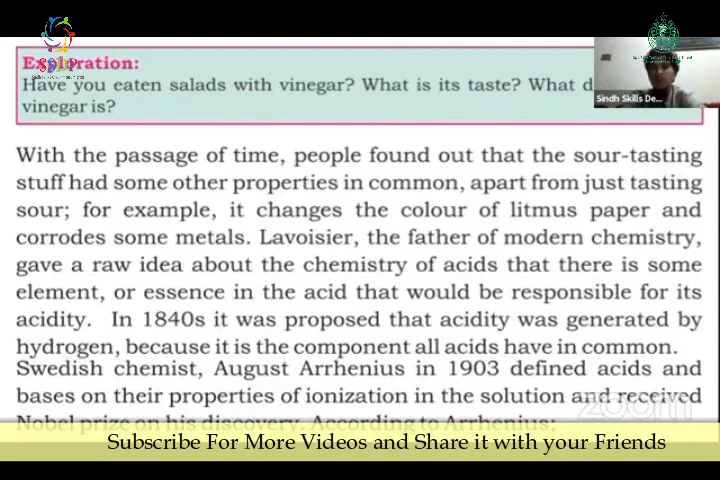 Exploration:
Have you eaten salads with vinegar? What is its taste? What d
vinegar is?
Sindh Skills De...
With the passage of time, people found out that the sour-tasting
stuff had some other properties in common, apart from just tasting
sour; for example, it changes the colour of litmus paper and
corrodes some metals. Lavoisier, the father of modern chemistry,
gave a raw idea about the chemistry of acids that there is some
element, or essence in the acid that would be responsible for its
acidity. In 1840s it was proposed that acidity was generated by
hydrogen, because it is the component all acids have in common.
Swedish chemist, August Arrhenius in 1903 defined acids and
bases on their properties of ionization in the solution and received
zoom
Nobel prize on his discovery. According to Arrhenius;
Subscribe For More Videos and Share it with your Friends